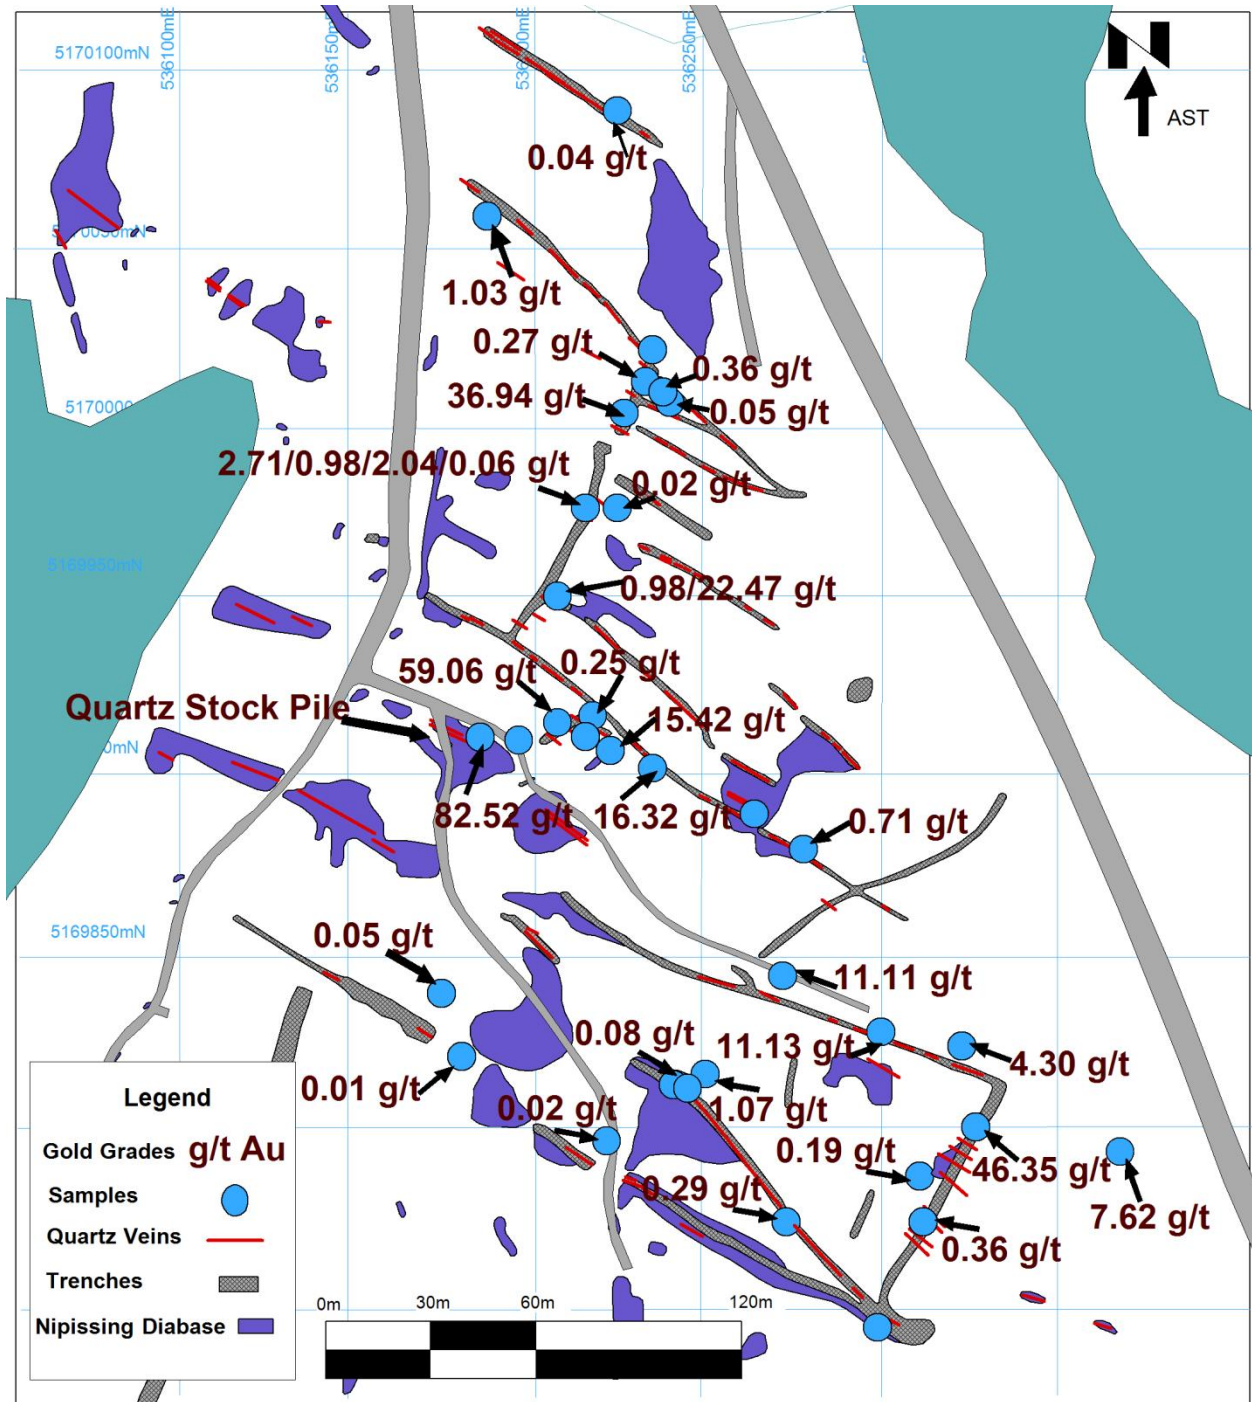 5170100mN
536100mE
536150mE
536200mE
536250mE
AST
0.04 g/t
5170050mN
1.03 g/t
0.27 g/t
0.36 g/t
36.94 g/t
0.05 g/t
5170000
2.71/0.98/2.04/0.06 g/t
0.02 g/t
5169950mN
0.98/22.47 g/t
0.25 g/t
59.06 g/t
Quartz Stock Pile
15.42 g/t
0mN
82.52 g/t
16.32 g/t
0.71 g/t
5169850mN
0.05 g/t
11.11 g/t
0.08 g/t
11.13 g/t
4.30 g/t
0.01 g/t
0.02 g/t
1.07 g/t
0.19 g/t
46.35 g/t
0.29 g/t
7.62 g/t
0.36 g/t
Legend
Gold Grades g/t Au
Samples
Quartz Veins
Trenches
Nipissing Diabase
0m 30m 60m 120m